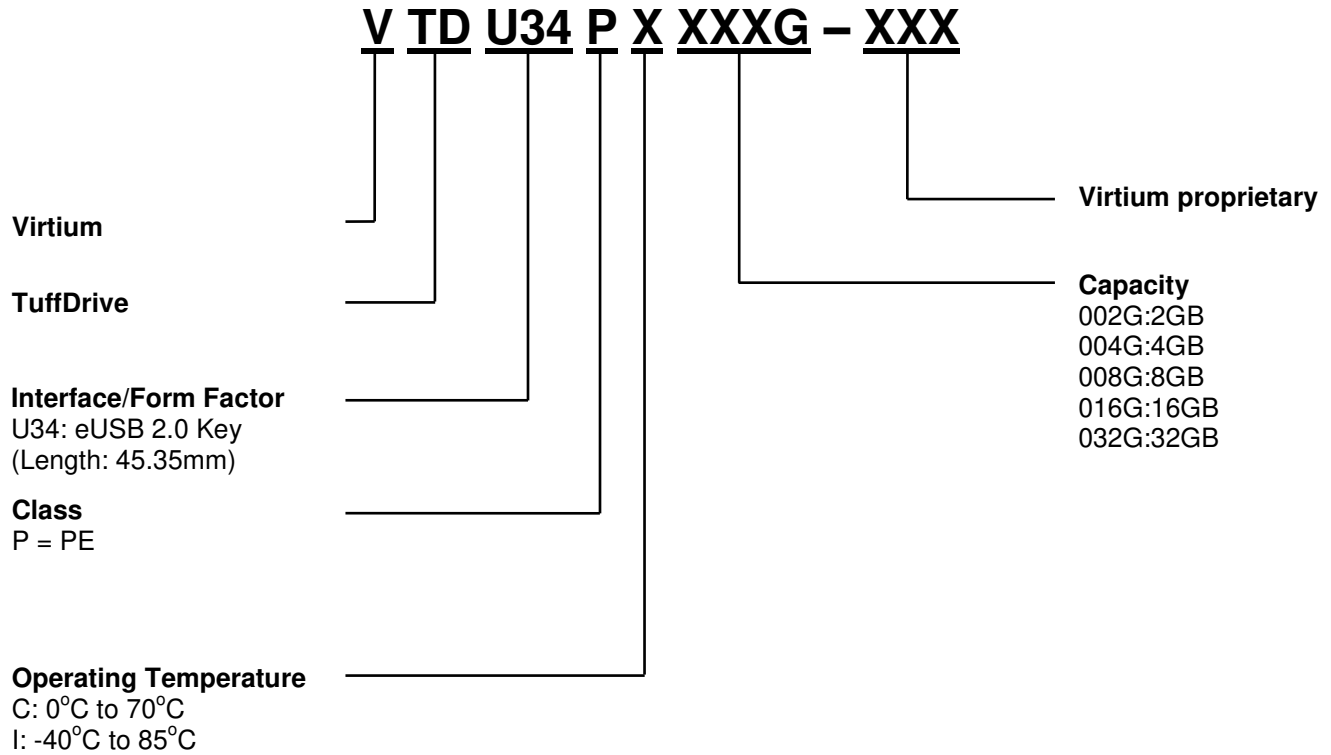 V TD U34 P X XXXG – XXX
Virtium
TuffDrive
Interface/Form Factor
U34: eUSB 2.0 Key
(Length: 45.35mm)
Class
P = PE
Operating Temperature
C: 0°C to 70°C
I: -40°C to 85°C
Virtium proprietary
Capacity
002G:2GB
004G:4GB
008G:8GB
016G:16GB
032G:32GB